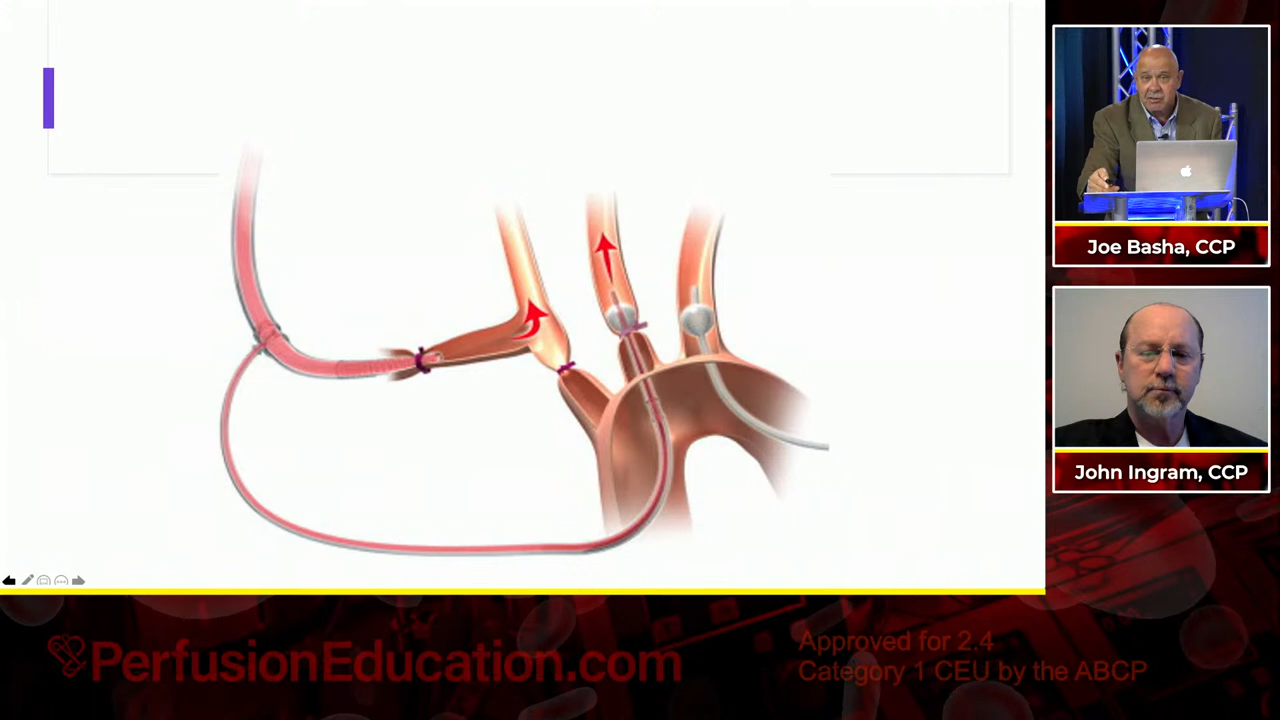 Joe Basha, CCP
John Ingram, CCP
PerfusionEducation.com
Approved for 2.4
Category 1 CEU by the ABCP